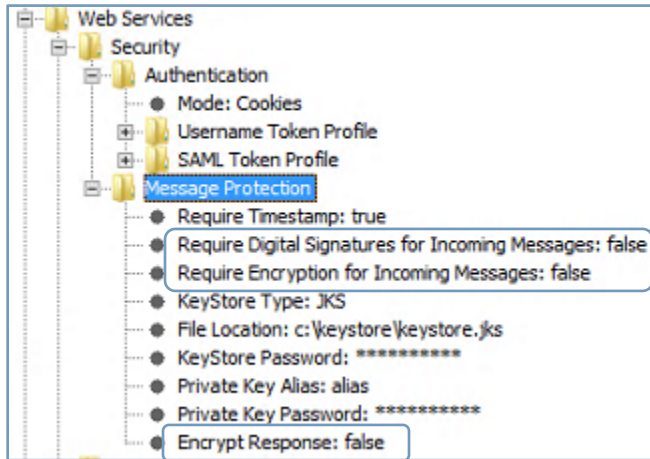 Web Services
Security
Authentication
Mode: Cookies
Username Token Profile
SAML Token Profile
Message Protection
Require Timestamp: true
Require Digital Signatures for Incoming Messages: false
Require Encryption for Incoming Messages: false
KeyStore Type: JKS
File Location: c:\keystore\keystore.jks
KeyStore Password: **********
Private Key Alias: alias
Private Key Password: **********
Encrypt Response: false